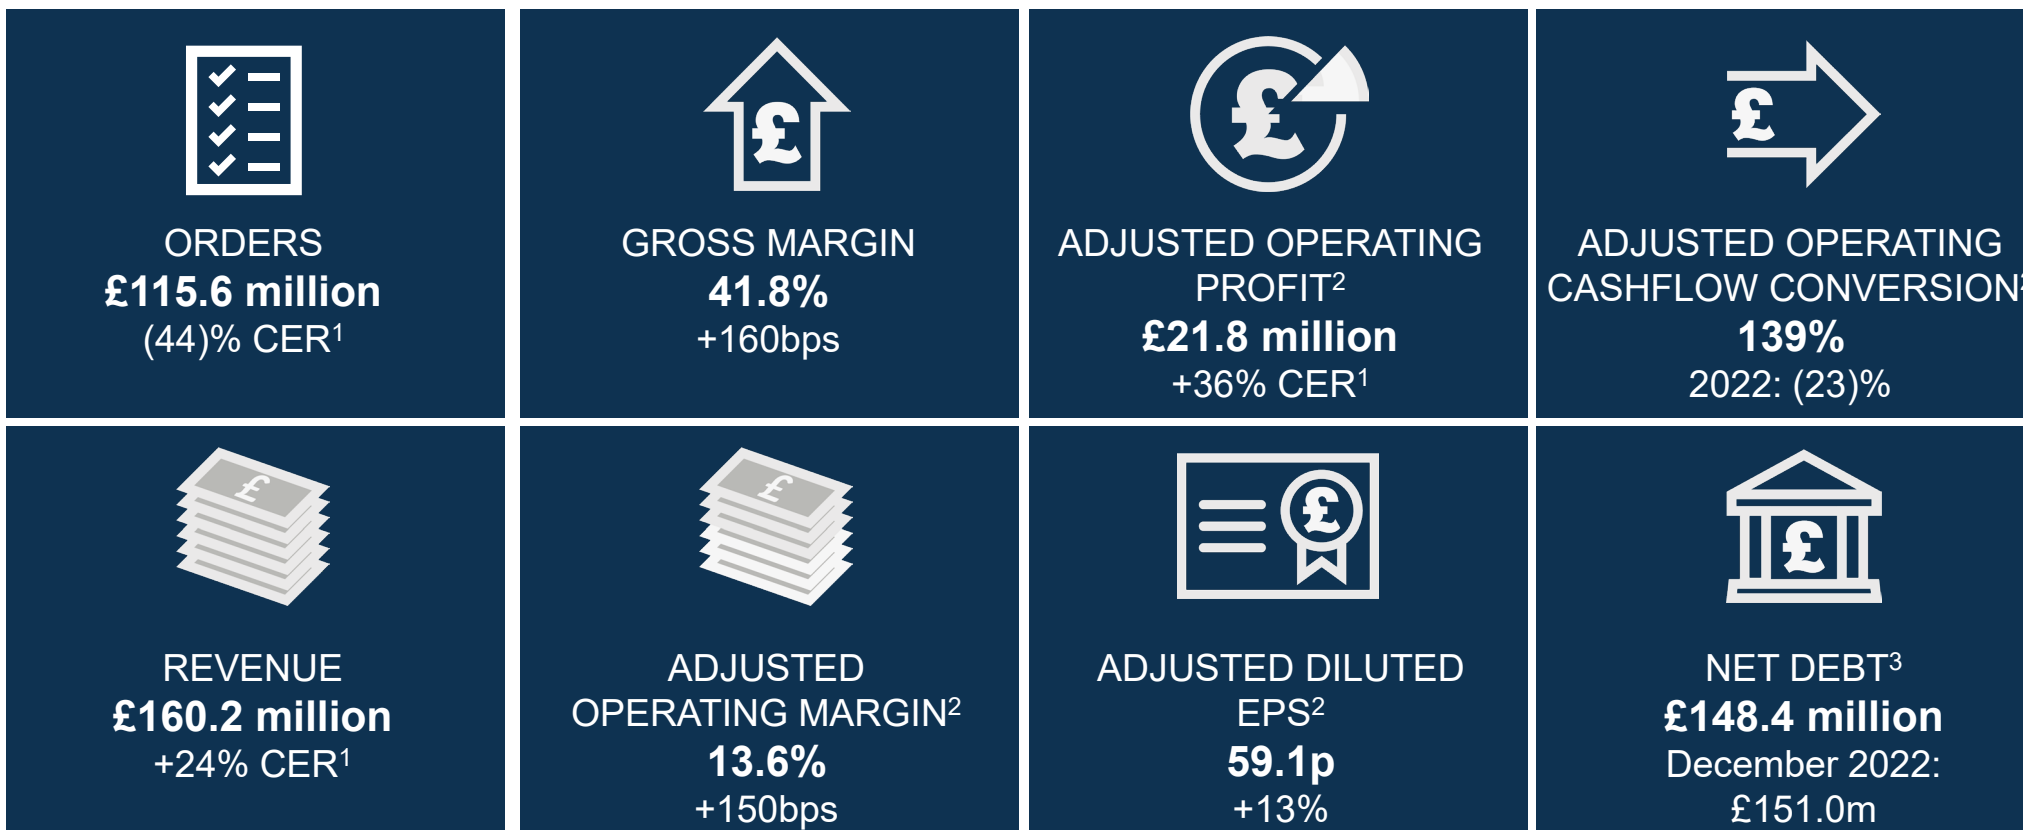 ORDERS
£115.6 million
(44)% CER¹
GROSS MARGIN
41.8%
+160bps
ADJUSTED OPERATING
PROFIT²
£21.8 million
+36% CER¹
ADJUSTED OPERATING
CASHFLOW CONVERSION²
139%
2022: (23)%
REVENUE
£160.2 million
+24% CER¹
ADJUSTED
OPERATING MARGIN²
13.6%
+150bps
ADJUSTED DILUTED
EPS²
59.1p
+13%
NET DEBT³
£148.4 million
December 2022:
£151.0m